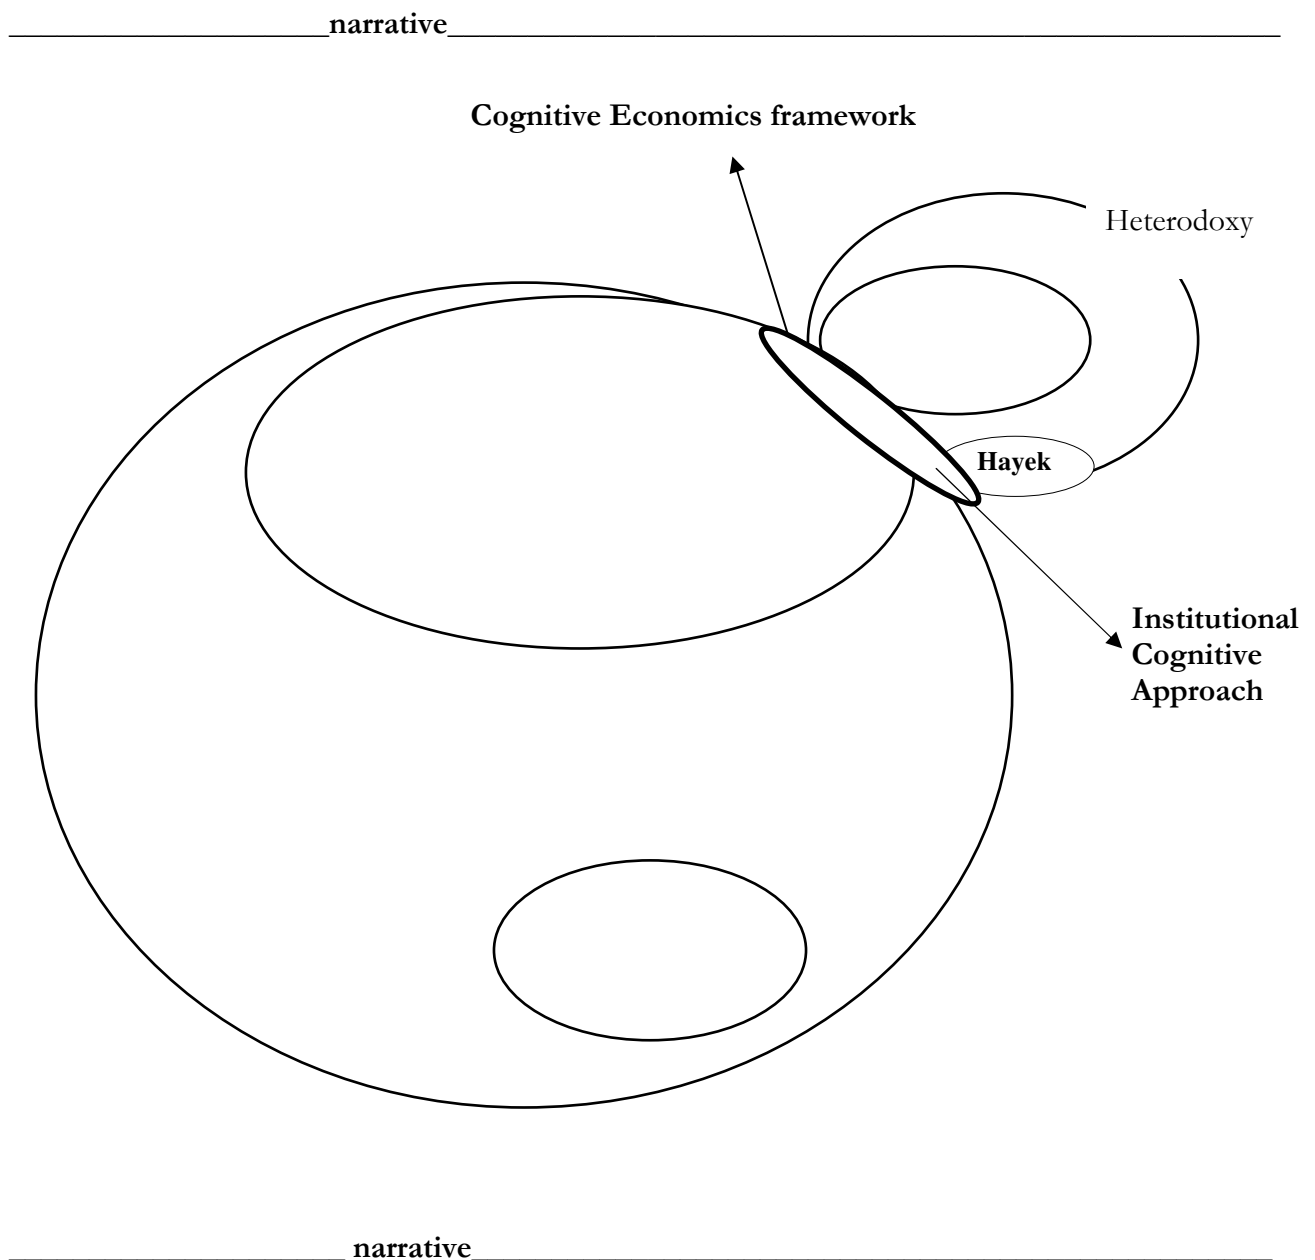 narrative
Cognitive Economics framework
Heterodoxy
Hayek
Institutional
Cognitive
Approach
narrative